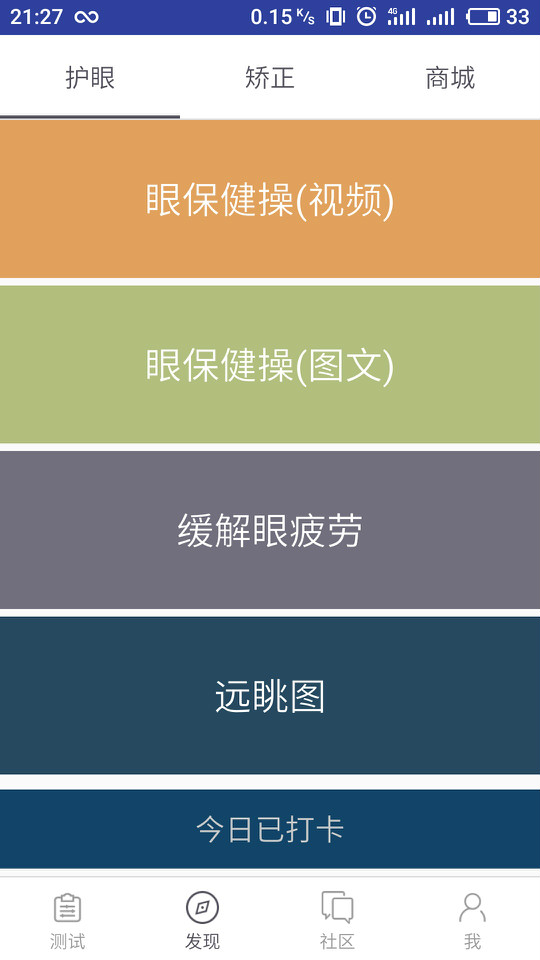 21:27 0.15 K/s 4G 33
护眼 矫正 商城
眼保健操(视频)
眼保健操(图文)
缓解眼疲劳
远眺图
今日已打卡
测试 发现 社区 我